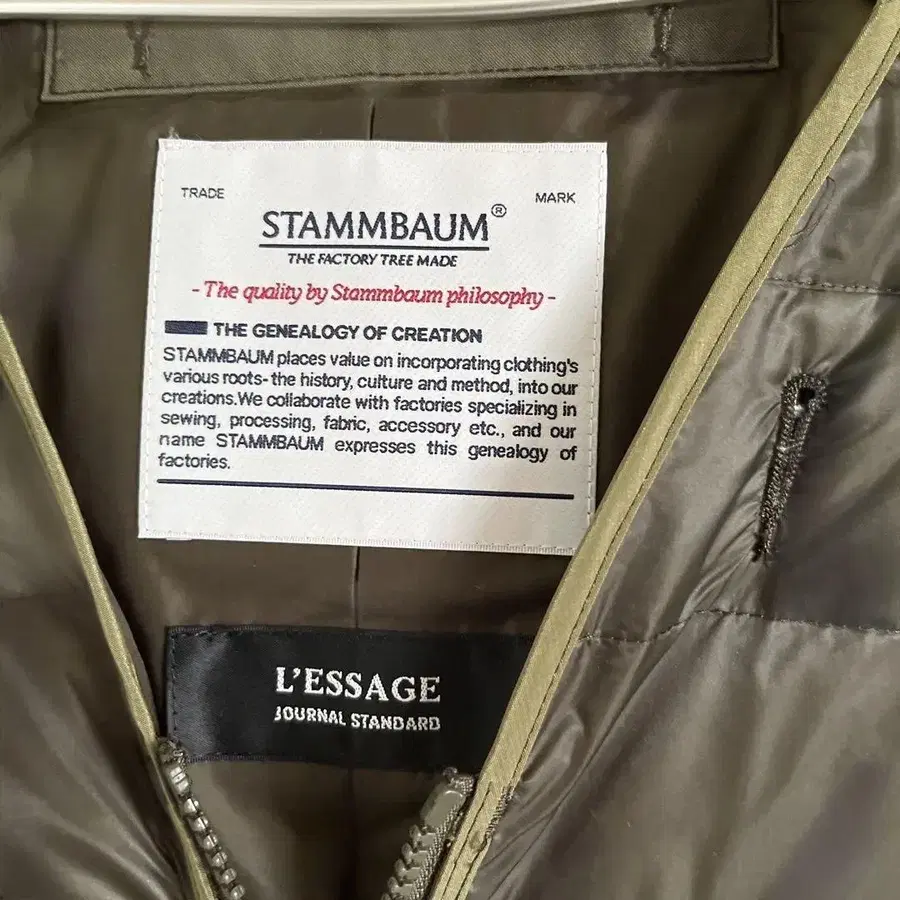 TRADE MARK
STAMMBAUM®
THE FACTORY TREE MADE
- The quality by Stammbaum philosophy -
THE GENEALOGY OF CREATION
STAMMBAUM places value on incorporating clothing's
various roots- the history, culture and method, into our
creations.We collaborate with factories specializing in
sewing, processing, fabric, accessory etc., and our
name STAMMBAUM expresses this genealogy of
factories.
L'ESSAGE
JOURNAL STANDARD